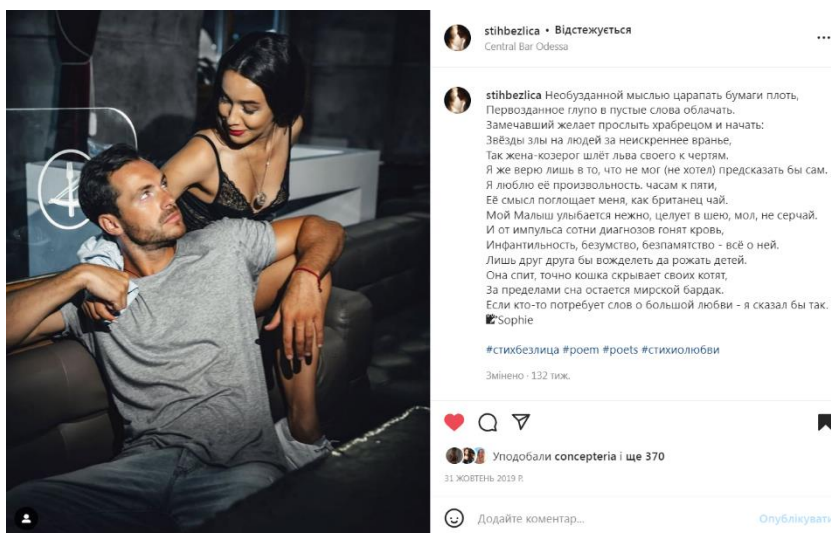 stihbezlica • Відстежується
Central Bar Odessa
stihbezlica Необузданной мыслью царапать бумаги плоть,
Первозданное глупо в пустые слова облачать.
Замечавший желает прослыть храбрецом и начать:
Звёзды злы на людей за неискреннее вранье,
Так жена-козерог шлёт льва своего к чертям.
Я же верю лишь в то, что не мог (не хотел) предсказать бы сам.
Я люблю её произвольность. часам к пяти,
Её смысл поглощает меня, как британец чай.
Мой Малыш улыбается нежно, целует в шею, мол, не серчай.
И от импульса сотни диагнозов гонят кровь,
Инфантильность, безумство, безпамятство - всё о ней.
Лишь друг друга бы вожделеть да рожать детей.
Она спит, точно кошка скрывает своих котят,
За пределами сна остается мирской бардак.
Если кто-то потребует слов о большой любви - я сказал бы так.
Sophie
#стихбезлица #poem #poets #стихиолюбви
Змінено · 132 тиж.
Уподобали concepteria і ще 370
31 ЖОВТЕНЬ 2019 Р.
Додайте коментар...
Опублікувати